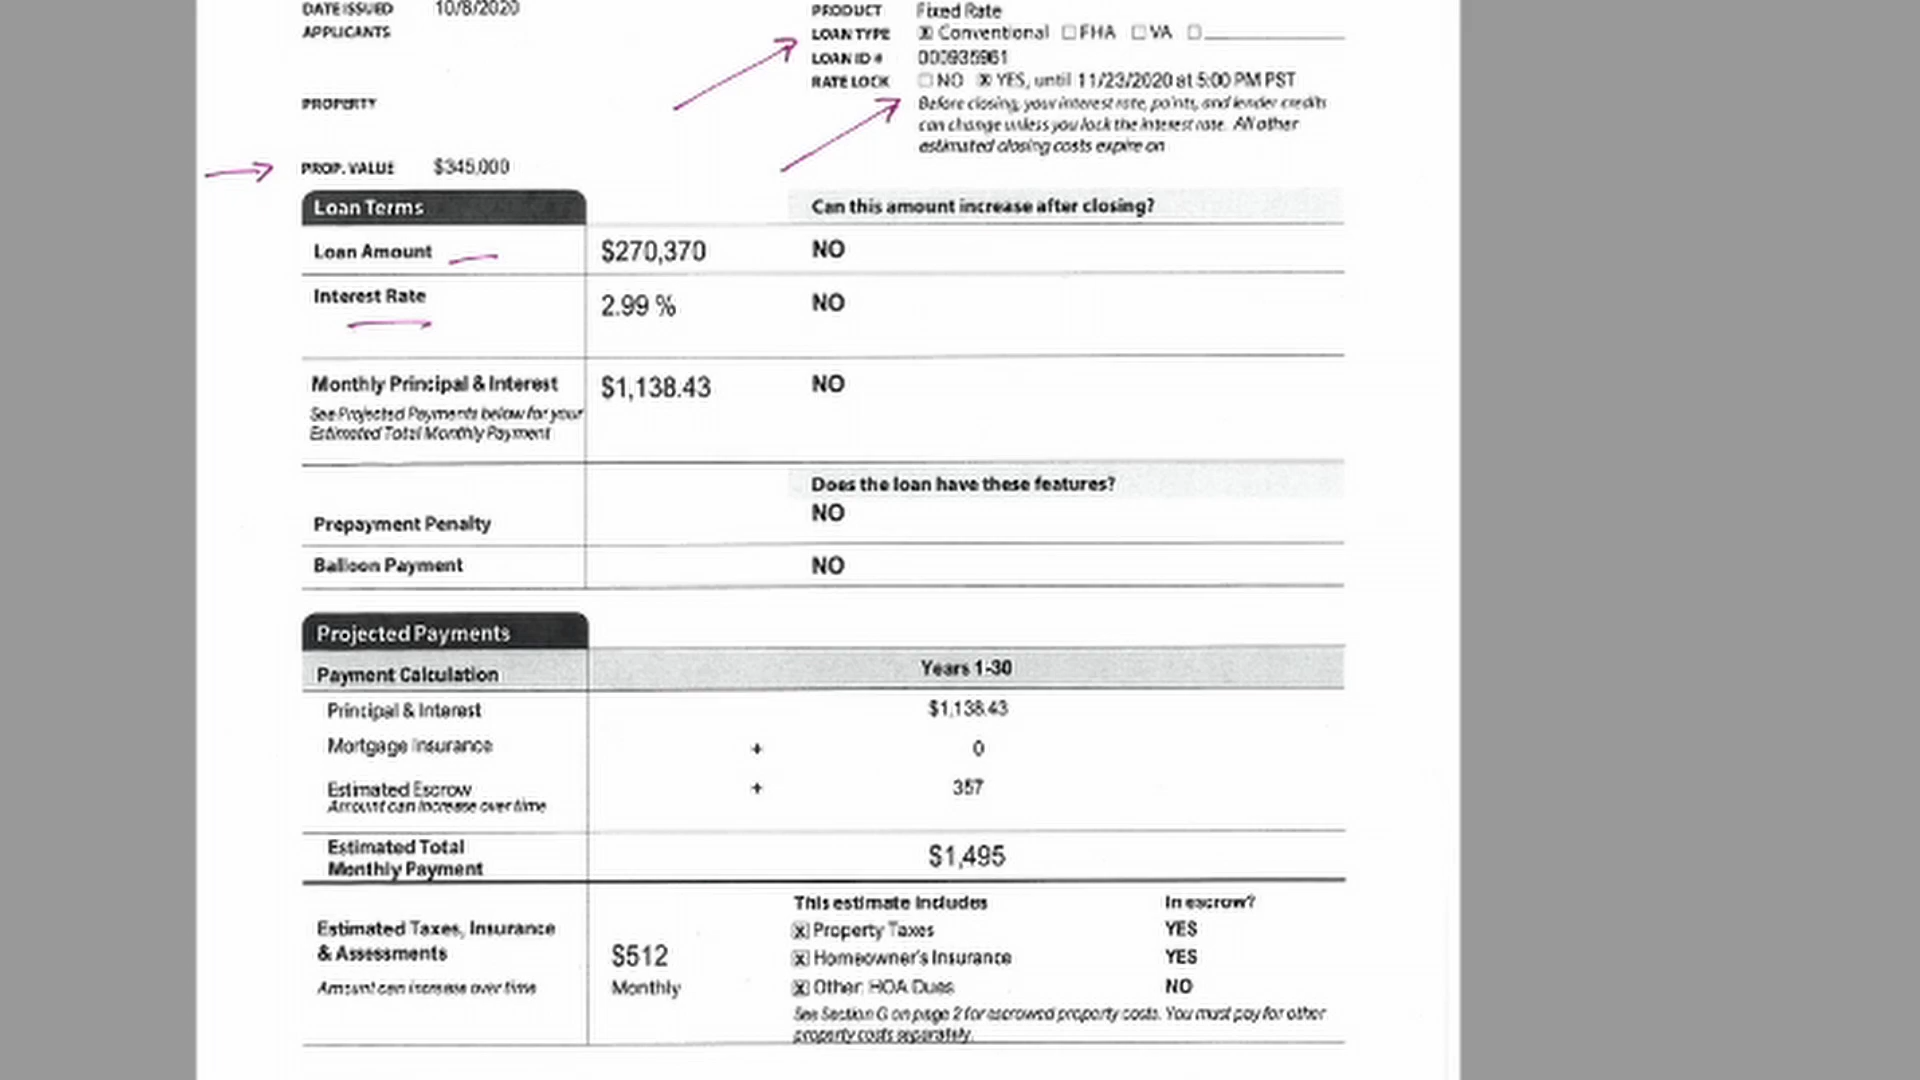 DATE ISSUED 10/8/2020
APPLICANTS
PROPERTY
PROP. VALUE $345,000
PRODUCT Fixed Rate
LOAN TYPE ☒ Conventional ☐ FHA ☐ VA ☐
LOAN ID # 000935961
RATE LOCK ☐ NO ☒ YES, until 11/23/2020 at 5:00 PM PST
Before closing, your interest rate, points, and lender credits
can change unless you lock the interest rate. All other
estimated closing costs expire on
Loan Terms Can this amount increase after closing?
Loan Amount $270,370 NO
Interest Rate 2.99 % NO
Monthly Principal & Interest $1,138.43 NO
See Projected Payments below for your
Estimated Total Monthly Payment
Does the loan have these features?
Prepayment Penalty NO
Balloon Payment NO
Projected Payments
Payment Calculation Years 1-30
Principal & Interest $1,138.43
Mortgage Insurance + 0
Estimated Escrow + 357
Amount can increase over time
Estimated Total
Monthly Payment $1,495
Estimated Taxes, Insurance
& Assessments
Amount can increase over time
$512
Monthly
This estimate includes In escrow?
☒ Property Taxes YES
☒ Homeowner's Insurance YES
☒ Other: HOA Dues NO
See Section G on page 2 for escrowed property costs. You must pay for other
property costs separately.